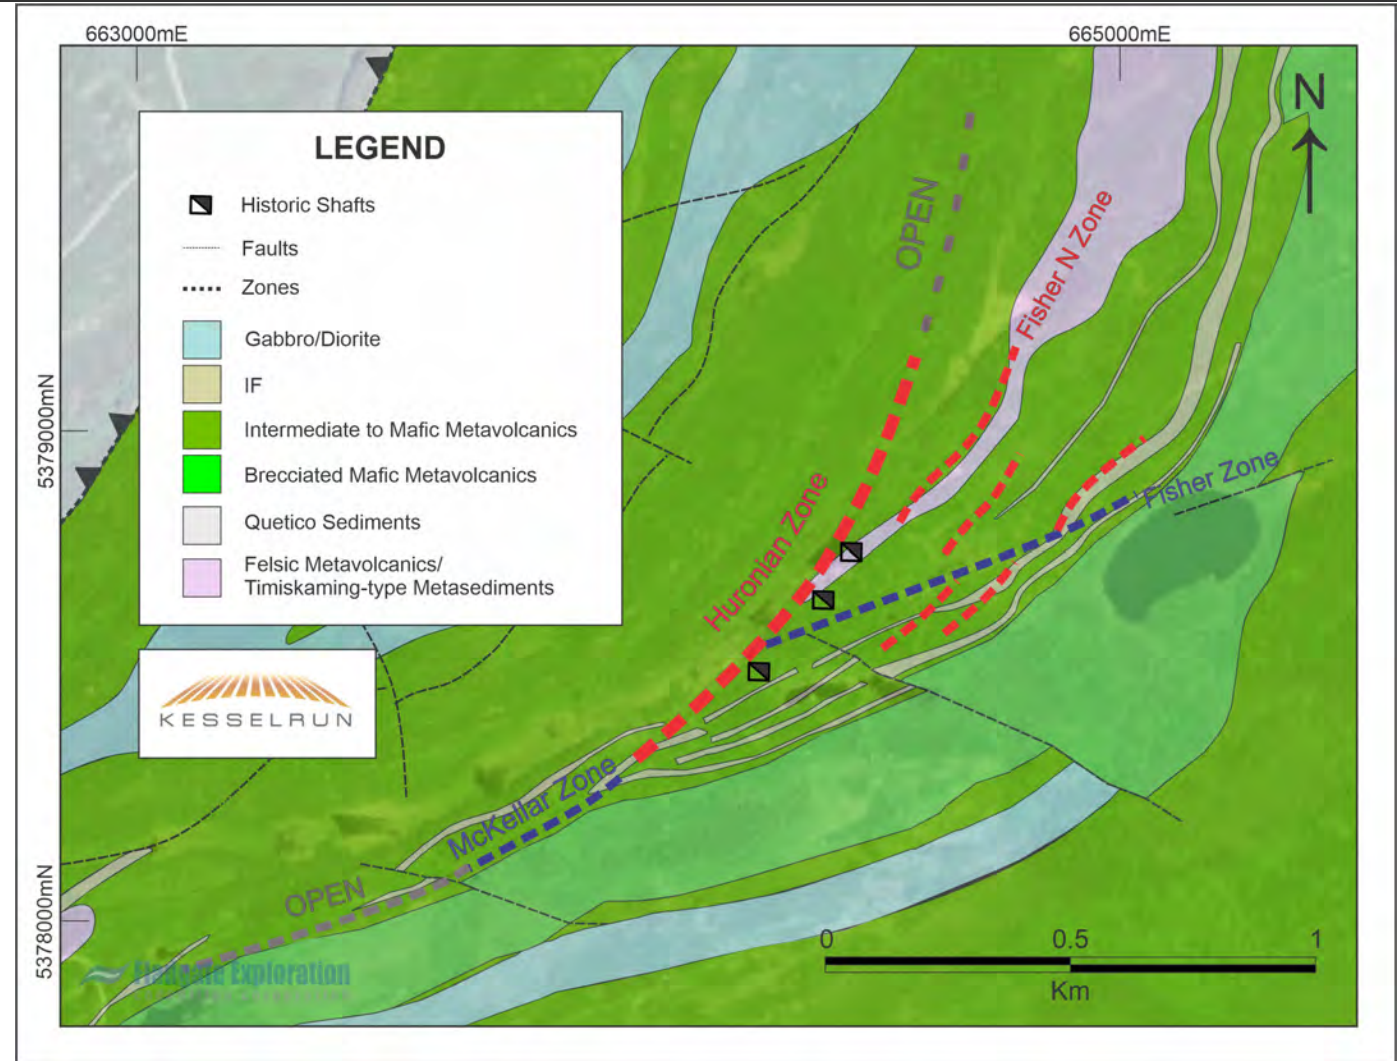 663000mE
665000mE
N
LEGEND
Historic Shafts
Faults
Zones
Gabbro/Diorite
IF
Intermediate to Mafic Metavolcanics
Brecciated Mafic Metavolcanics
Quetico Sediments
Felsic Metavolcanics/
Timiskaming-type Metasediments
OPEN
Fisher N Zone
5379000mN
Huronian Zone
Fisher Zone
KESSELRUN
McKellar Zone
OPEN
5378000mN
Exploration
0
0.5
1
Km